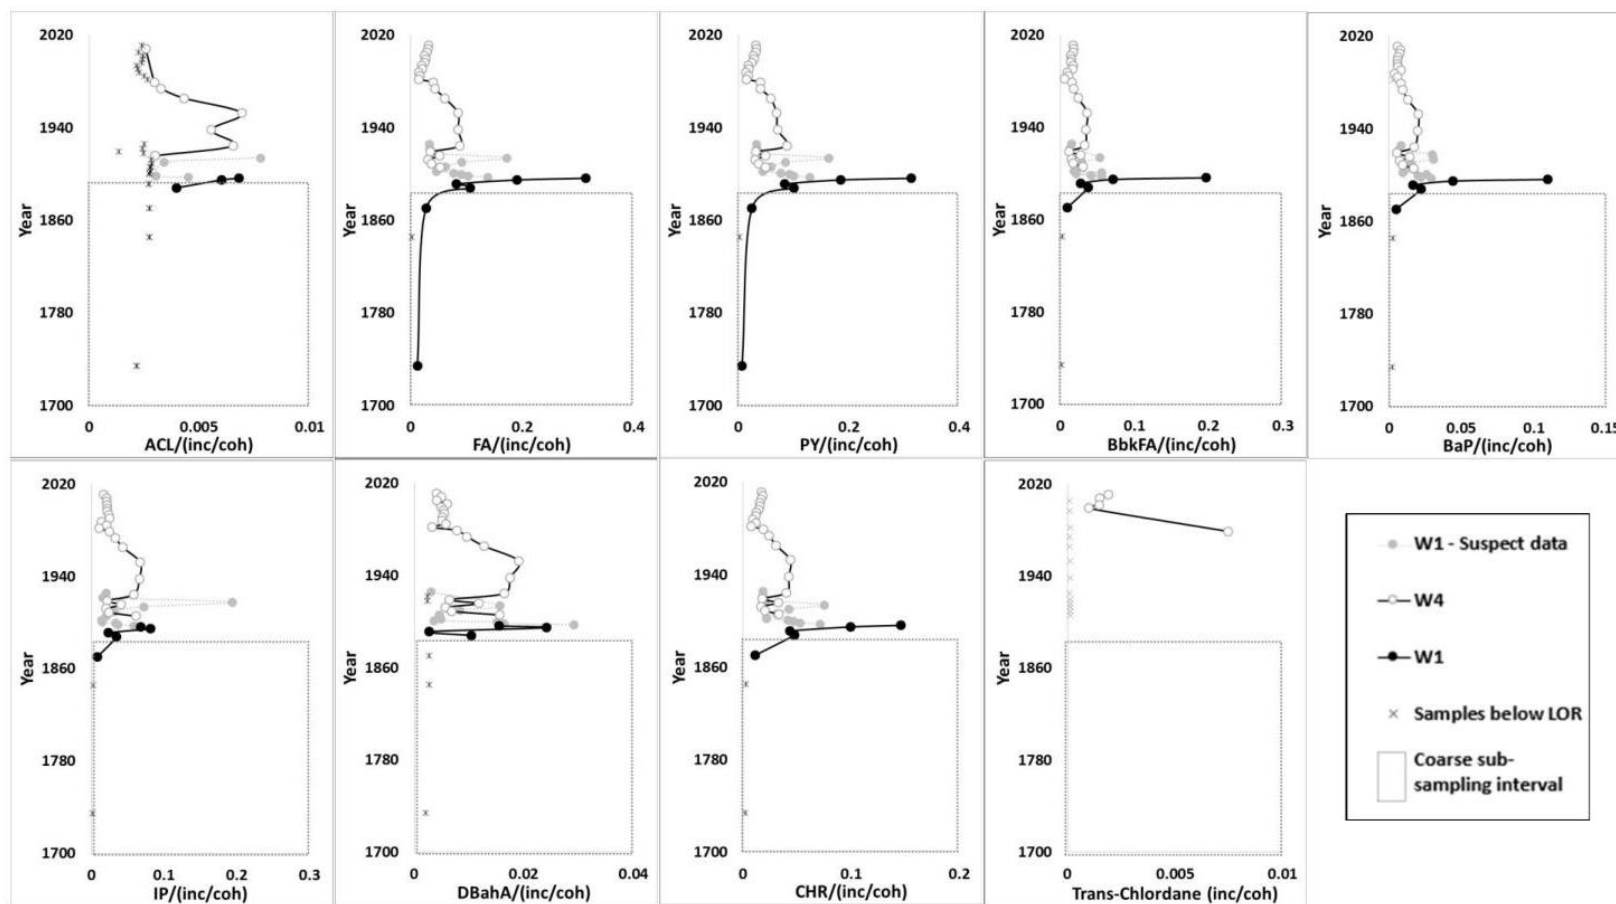 2020
1940
1860
1780
1700
Year
0 0.005 0.01
ACL/(inc/coh)
2020
1940
1860
1780
1700
Year
0 0.2 0.4
FA/(inc/coh)
2020
1940
1860
1780
1700
Year
0 0.2 0.4
PY/(inc/coh)
2020
1940
1860
1780
1700
Year
0 0.1 0.2 0.3
BbkFA/(inc/coh)
2020
1940
1860
1780
1700
Year
0 0.05 0.1 0.15
BaP/(inc/coh)
2020
1940
1860
1780
1700
Year
0 0.1 0.2 0.3
IP/(inc/coh)
2020
1940
1860
1780
1700
Year
0 0.02 0.04
DBahA/(inc/coh)
2020
1940
1860
1780
1700
Year
0 0.1 0.2
CHR/(inc/coh)
2020
1940
1860
1780
1700
Year
0 0.005 0.01
Trans-Chlordane (inc/coh)
W1 - Suspect data
W4
W1
Samples below LOR
Coarse sub-
sampling interval